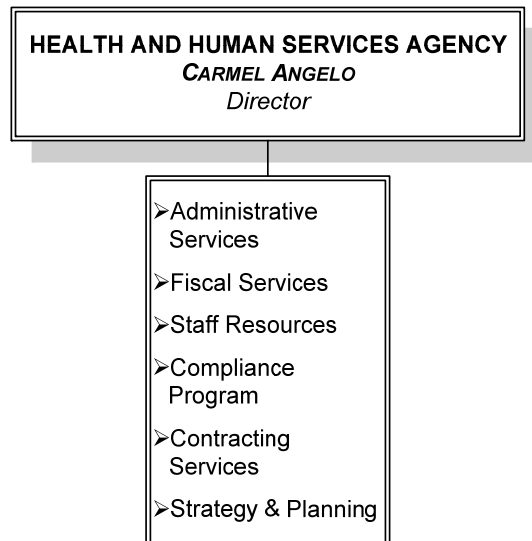 HEALTH AND HUMAN SERVICES AGENCY
CARMEL ANGELO
Director
➢Administrative
Services
➢Fiscal Services
➢Staff Resources
➢Compliance
Program
➢Contracting
Services
➢Strategy & Planning